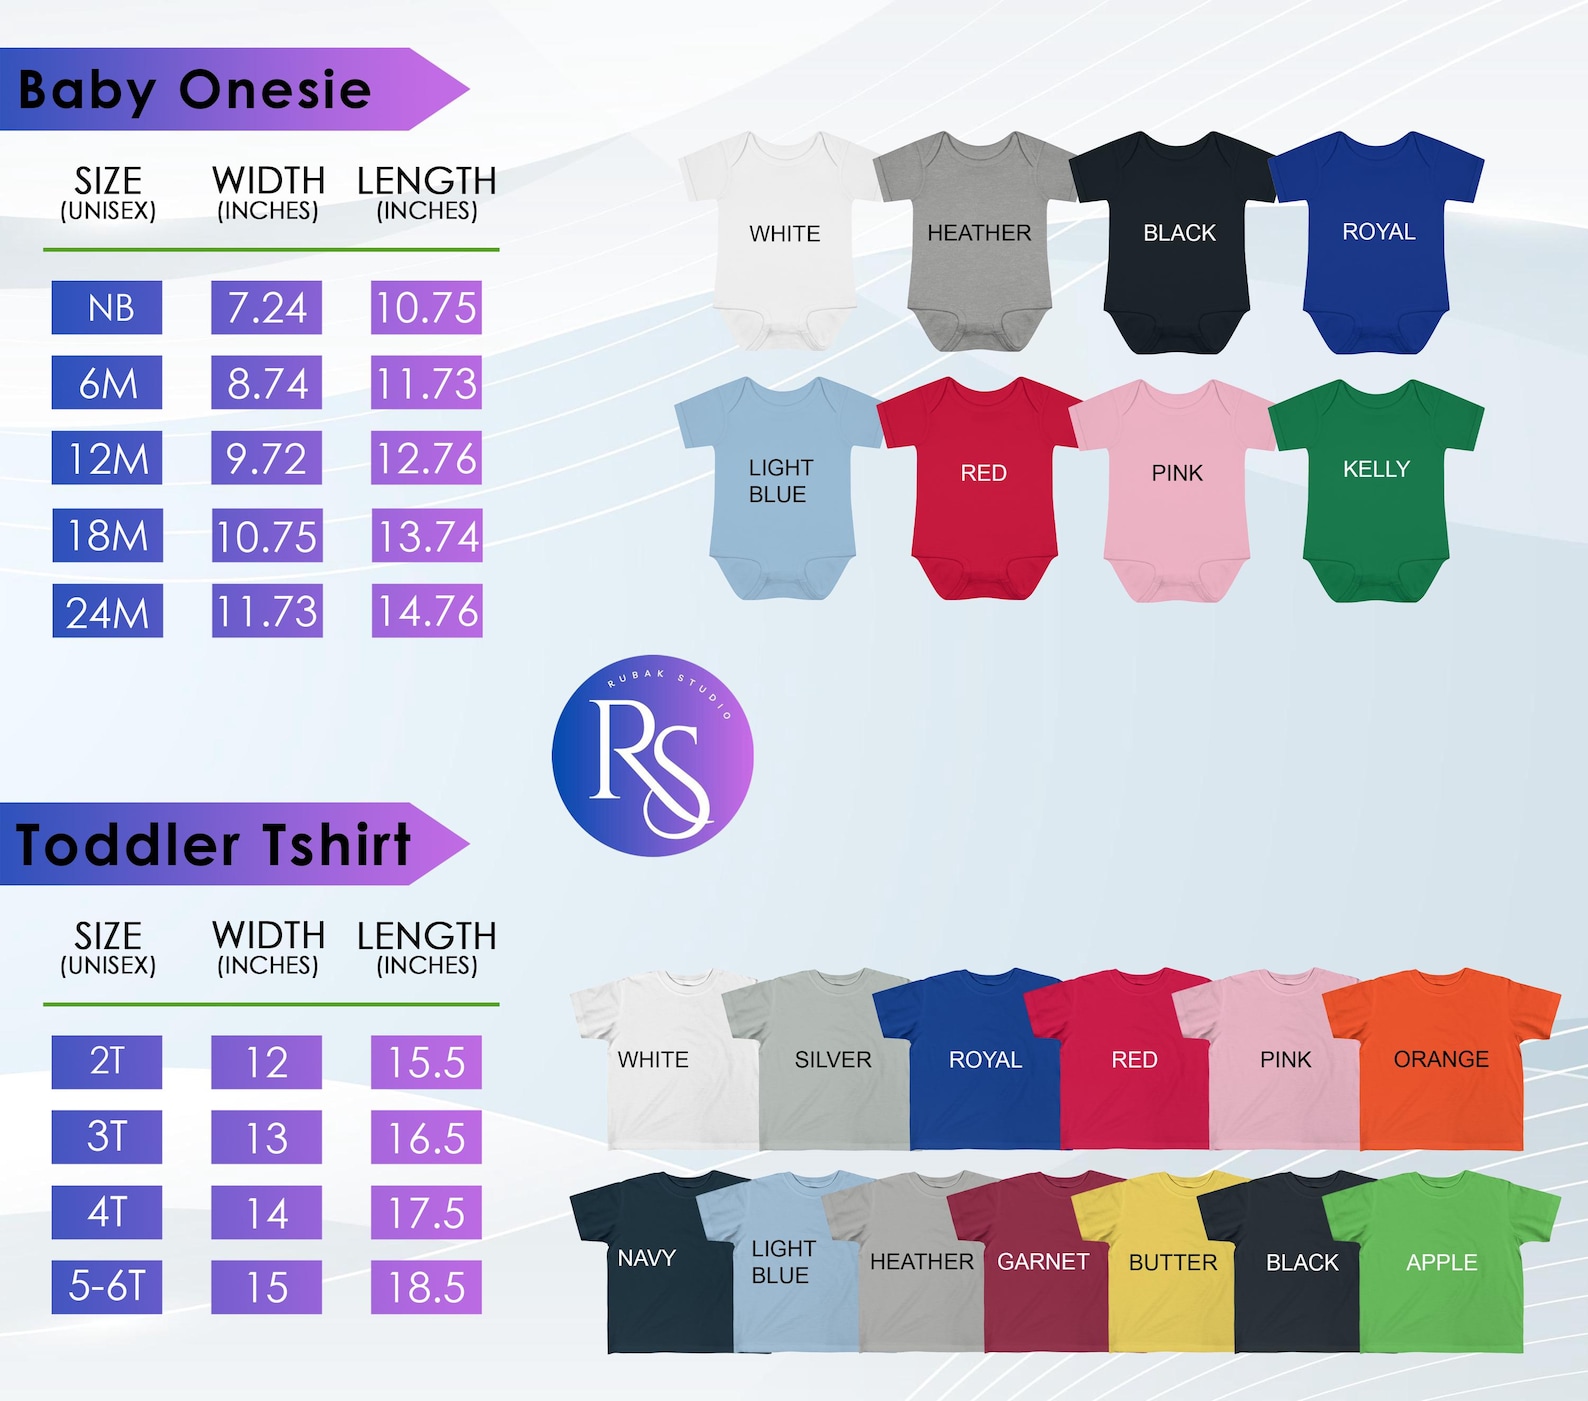 Baby Onesie
SIZE WIDTH LENGTH
(UNISEX) (INCHES) (INCHES)
NB 7.24 10.75
6M 8.74 11.73
12M 9.72 12.76
18M 10.75 13.74
24M 11.73 14.76
WHITE HEATHER BLACK ROYAL
LIGHT
BLUE
RED PINK KELLY
RUBAK STUDIO
RS
Toddler Tshirt
SIZE WIDTH LENGTH
(UNISEX) (INCHES) (INCHES)
2T 12 15.5
3T 13 16.5
4T 14 17.5
5-6T 15 18.5
WHITE SILVER ROYAL RED PINK ORANGE
NAVY
LIGHT
BLUE
HEATHER GARNET BUTTER BLACK APPLE